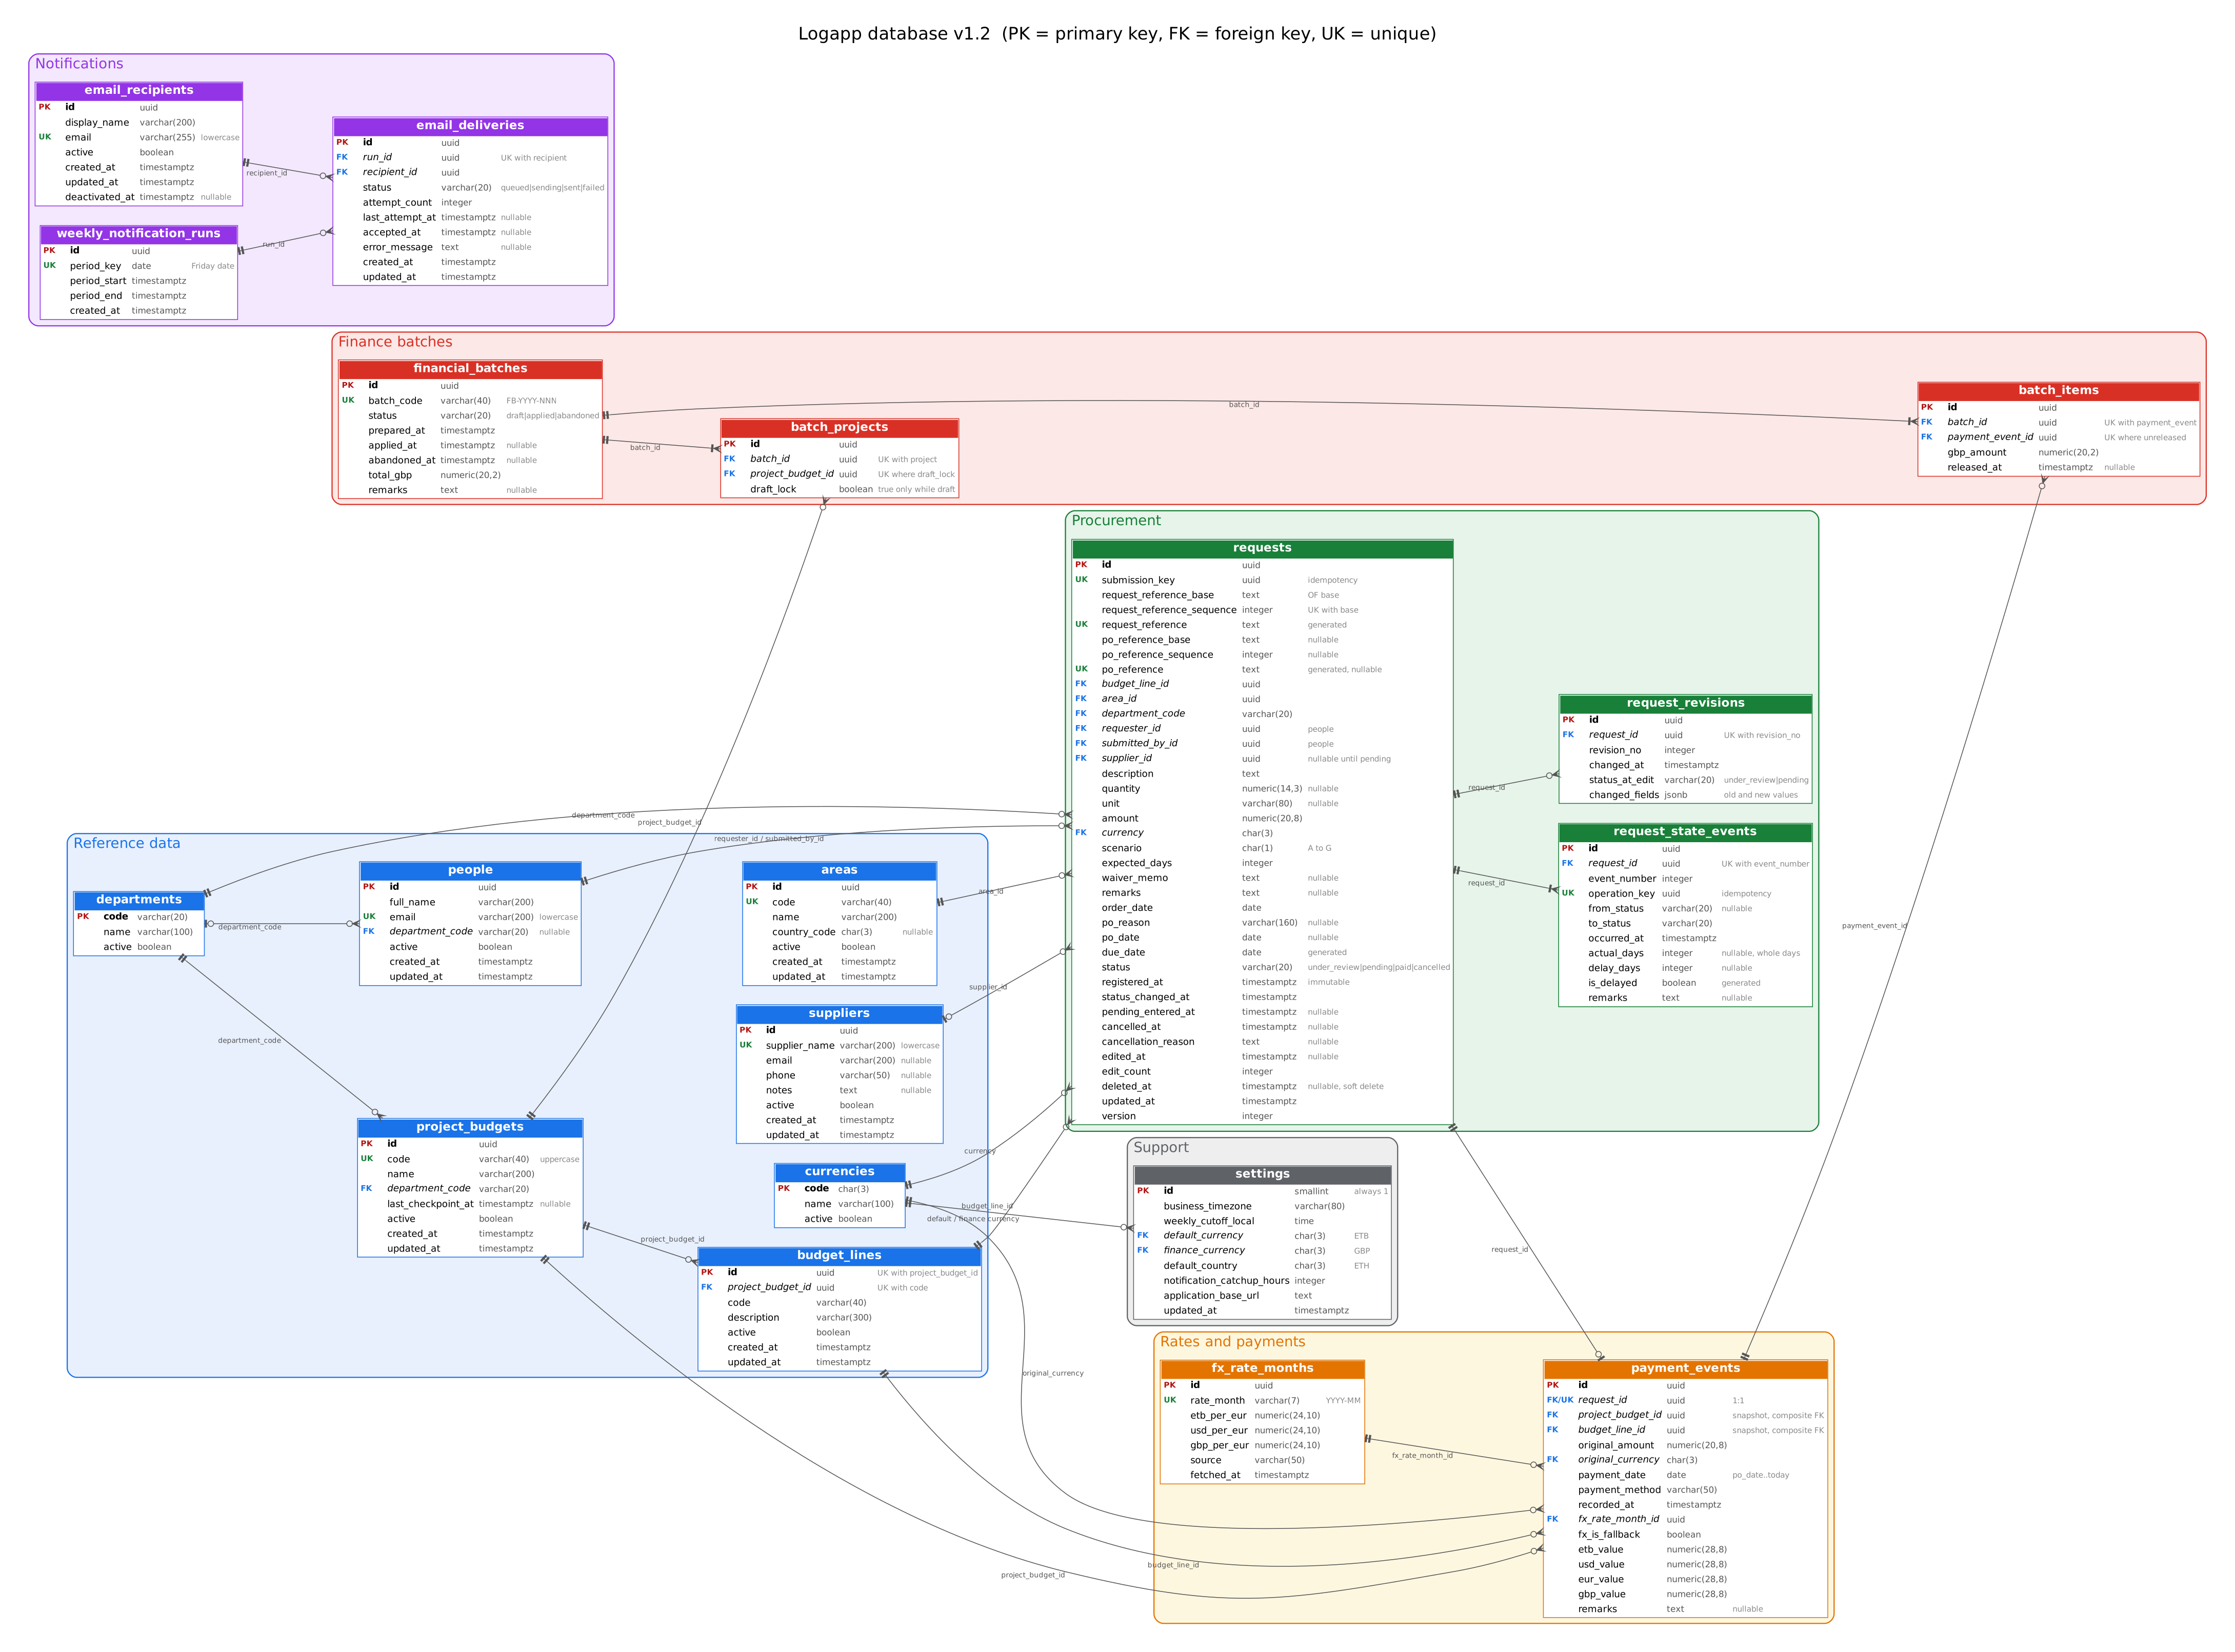 Logapp database v1.2 (PK = primary key, FK = foreign key, UK = unique)
Notifications
email_recipients
PK id uuid
display_name varchar(200)
UK email varchar(255) lowercase
active boolean
created_at timestamptz
updated_at timestamptz
deactivated_at timestamptz nullable
recipient_id
weekly_notification_runs
PK id uuid
UK period_key date Friday date
period_start timestamptz
period_end timestamptz
created_at timestamptz
run_id
email_deliveries
PK id uuid
FK run_id uuid UK with recipient
FK recipient_id uuid
status varchar(20) queued|sending|sent|failed
attempt_count integer
last_attempt_at timestamptz nullable
accepted_at timestamptz nullable
error_message text nullable
created_at timestamptz
updated_at timestamptz
Finance batches
financial_batches
PK id uuid
UK batch_code varchar(40) FB-YYYY-NNN
status varchar(20) draft|applied|abandoned
prepared_at timestamptz
applied_at timestamptz nullable
abandoned_at timestamptz nullable
total_gbp numeric(20,2)
remarks text nullable
batch_id
batch_id
batch_projects
PK id uuid
FK batch_id uuid UK with project
FK project_budget_id uuid UK where draft_lock
draft_lock boolean true only while draft
batch_items
PK id uuid
FK batch_id uuid UK with payment_event
FK payment_event_id uuid UK where unreleased
gbp_amount numeric(20,2)
released_at timestamptz nullable
Procurement
requests
PK id uuid
UK submission_key uuid idempotency
request_reference_base text OF base
request_reference_sequence integer UK with base
UK request_reference text generated
po_reference_base text nullable
po_reference_sequence integer nullable
UK po_reference text generated, nullable
FK budget_line_id uuid
FK area_id uuid
FK department_code varchar(20)
FK requester_id uuid people
FK submitted_by_id uuid people
FK supplier_id uuid nullable until pending
description text
quantity numeric(14,3) nullable
unit varchar(80) nullable
amount numeric(20,8)
FK currency char(3)
scenario char(1) A to G
expected_days integer
waiver_memo text nullable
remarks text nullable
order_date date
po_reason varchar(160) nullable
po_date date nullable
due_date date generated
status varchar(20) under_review|pending|paid|cancelled
registered_at timestamptz immutable
status_changed_at timestamptz
pending_entered_at timestamptz nullable
cancelled_at timestamptz nullable
cancellation_reason text nullable
edited_at timestamptz nullable
edit_count integer
deleted_at timestamptz nullable, soft delete
updated_at timestamptz
version integer
request_id
request_id
request_revisions
PK id uuid
FK request_id uuid UK with revision_no
revision_no integer
changed_at timestamptz
status_at_edit varchar(20) under_review|pending
changed_fields jsonb old and new values
request_state_events
PK id uuid
FK request_id uuid UK with event_number
event_number integer
UK operation_key uuid idempotency
from_status varchar(20) nullable
to_status varchar(20)
occurred_at timestamptz
actual_days integer nullable, whole days
delay_days integer nullable
is_delayed boolean generated
remarks text nullable
payment_event_id
department_code
project_budget_id
requester_id / submitted_by_id
Reference data
departments
PK code varchar(20)
name varchar(100)
active boolean
department_code
department_code
people
PK id uuid
full_name varchar(200)
UK email varchar(200) lowercase
FK department_code varchar(20) nullable
active boolean
created_at timestamptz
updated_at timestamptz
areas
PK id uuid
UK code varchar(40)
name varchar(200)
country_code char(3) nullable
active boolean
created_at timestamptz
updated_at timestamptz
area_id
suppliers
PK id uuid
UK supplier_name varchar(200) lowercase
email varchar(200) nullable
phone varchar(50) nullable
notes text nullable
active boolean
created_at timestamptz
updated_at timestamptz
supplier_id
project_budgets
PK id uuid
UK code varchar(40) uppercase
name varchar(200)
FK department_code varchar(20)
last_checkpoint_at timestamptz nullable
active boolean
created_at timestamptz
updated_at timestamptz
project_budget_id
currencies
PK code char(3)
name varchar(100)
active boolean
currency
budget_line_id
default / finance currency
budget_lines
PK id uuid UK with project_budget_id
FK project_budget_id uuid UK with code
code varchar(40)
description varchar(300)
active boolean
created_at timestamptz
updated_at timestamptz
Support
settings
PK id smallint always 1
business_timezone varchar(80)
weekly_cutoff_local time
FK default_currency char(3) ETB
FK finance_currency char(3) GBP
default_country char(3) ETH
notification_catchup_hours integer
application_base_url text
updated_at timestamptz
request_id
original_currency
Rates and payments
fx_rate_months
PK id uuid
UK rate_month varchar(7) YYYY-MM
etb_per_eur numeric(24,10)
usd_per_eur numeric(24,10)
gbp_per_eur numeric(24,10)
source varchar(50)
fetched_at timestamptz
fx_rate_month_id
payment_events
PK id uuid
FK/UK request_id uuid 1:1
FK project_budget_id uuid snapshot, composite FK
FK budget_line_id uuid snapshot, composite FK
original_amount numeric(20,8)
FK original_currency char(3)
payment_date date po_date..today
payment_method varchar(50)
recorded_at timestamptz
FK fx_rate_month_id uuid
fx_is_fallback boolean
etb_value numeric(28,8)
usd_value numeric(28,8)
eur_value numeric(28,8)
gbp_value numeric(28,8)
remarks text nullable
budget_line_id
project_budget_id